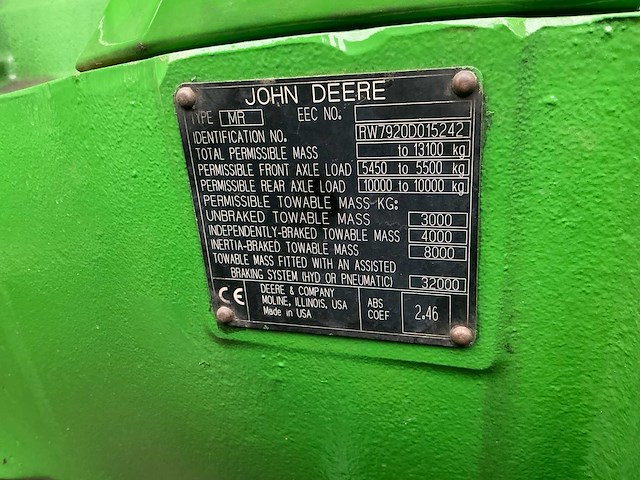 JOHN DEERE
TYPE MR EEC NO.
IDENTIFICATION NO. RW7920D015242
TOTAL PERMISSIBLE MASS to 13100 kg
PERMISSIBLE FRONT AXLE LOAD 5450 to 5500 kg
PERMISSIBLE REAR AXLE LOAD 10000 to 10000 kg
PERMISSIBLE TOWABLE MASS-KG:
UNBRAKED TOWABLE MASS 3000
INDEPENDENTLY-BRAKED TOWABLE MASS 4000
INERTIA-BRAKED TOWABLE MASS 8000
TOWABLE MASS FITTED WITH AN ASSISTED
BRAKING SYSTEM (HYD OR PNEUMATIC) 32000
CE
DEERE & COMPANY
MOLINE, ILLINOIS, USA
Made in USA
ABS
COEF
2.46